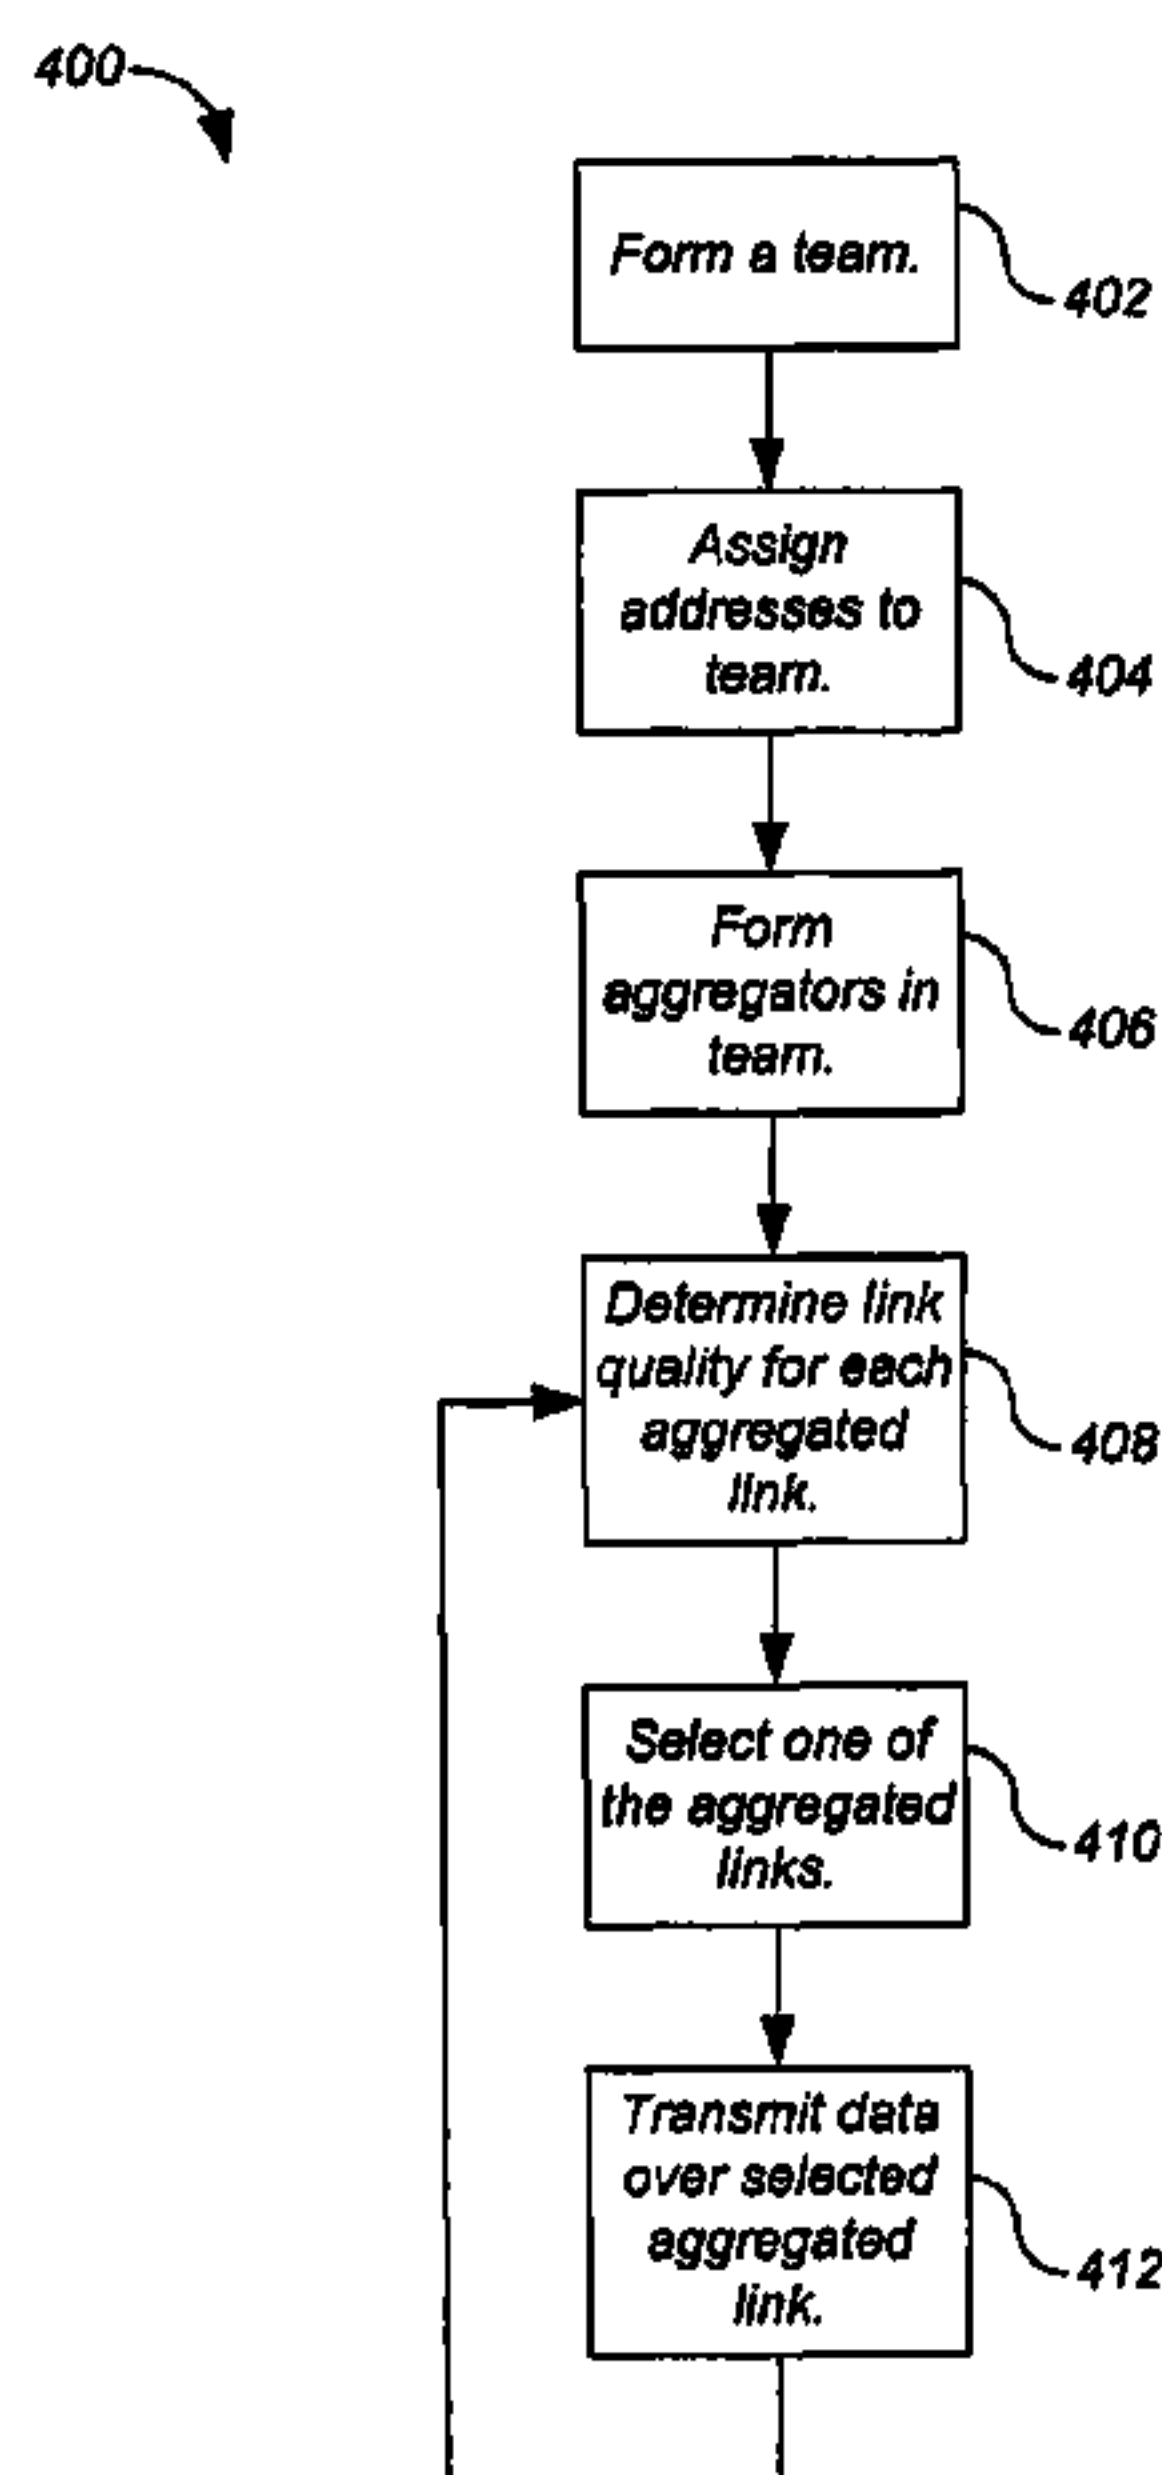 400
Form a team.
402
Assign
addresses to
team.
404
Form
aggregators in
team.
406
Determine link
quality for each
aggregated
link.
408
Select one of
the aggregated
links.
410
Transmit data
over selected
aggregated
link.
412